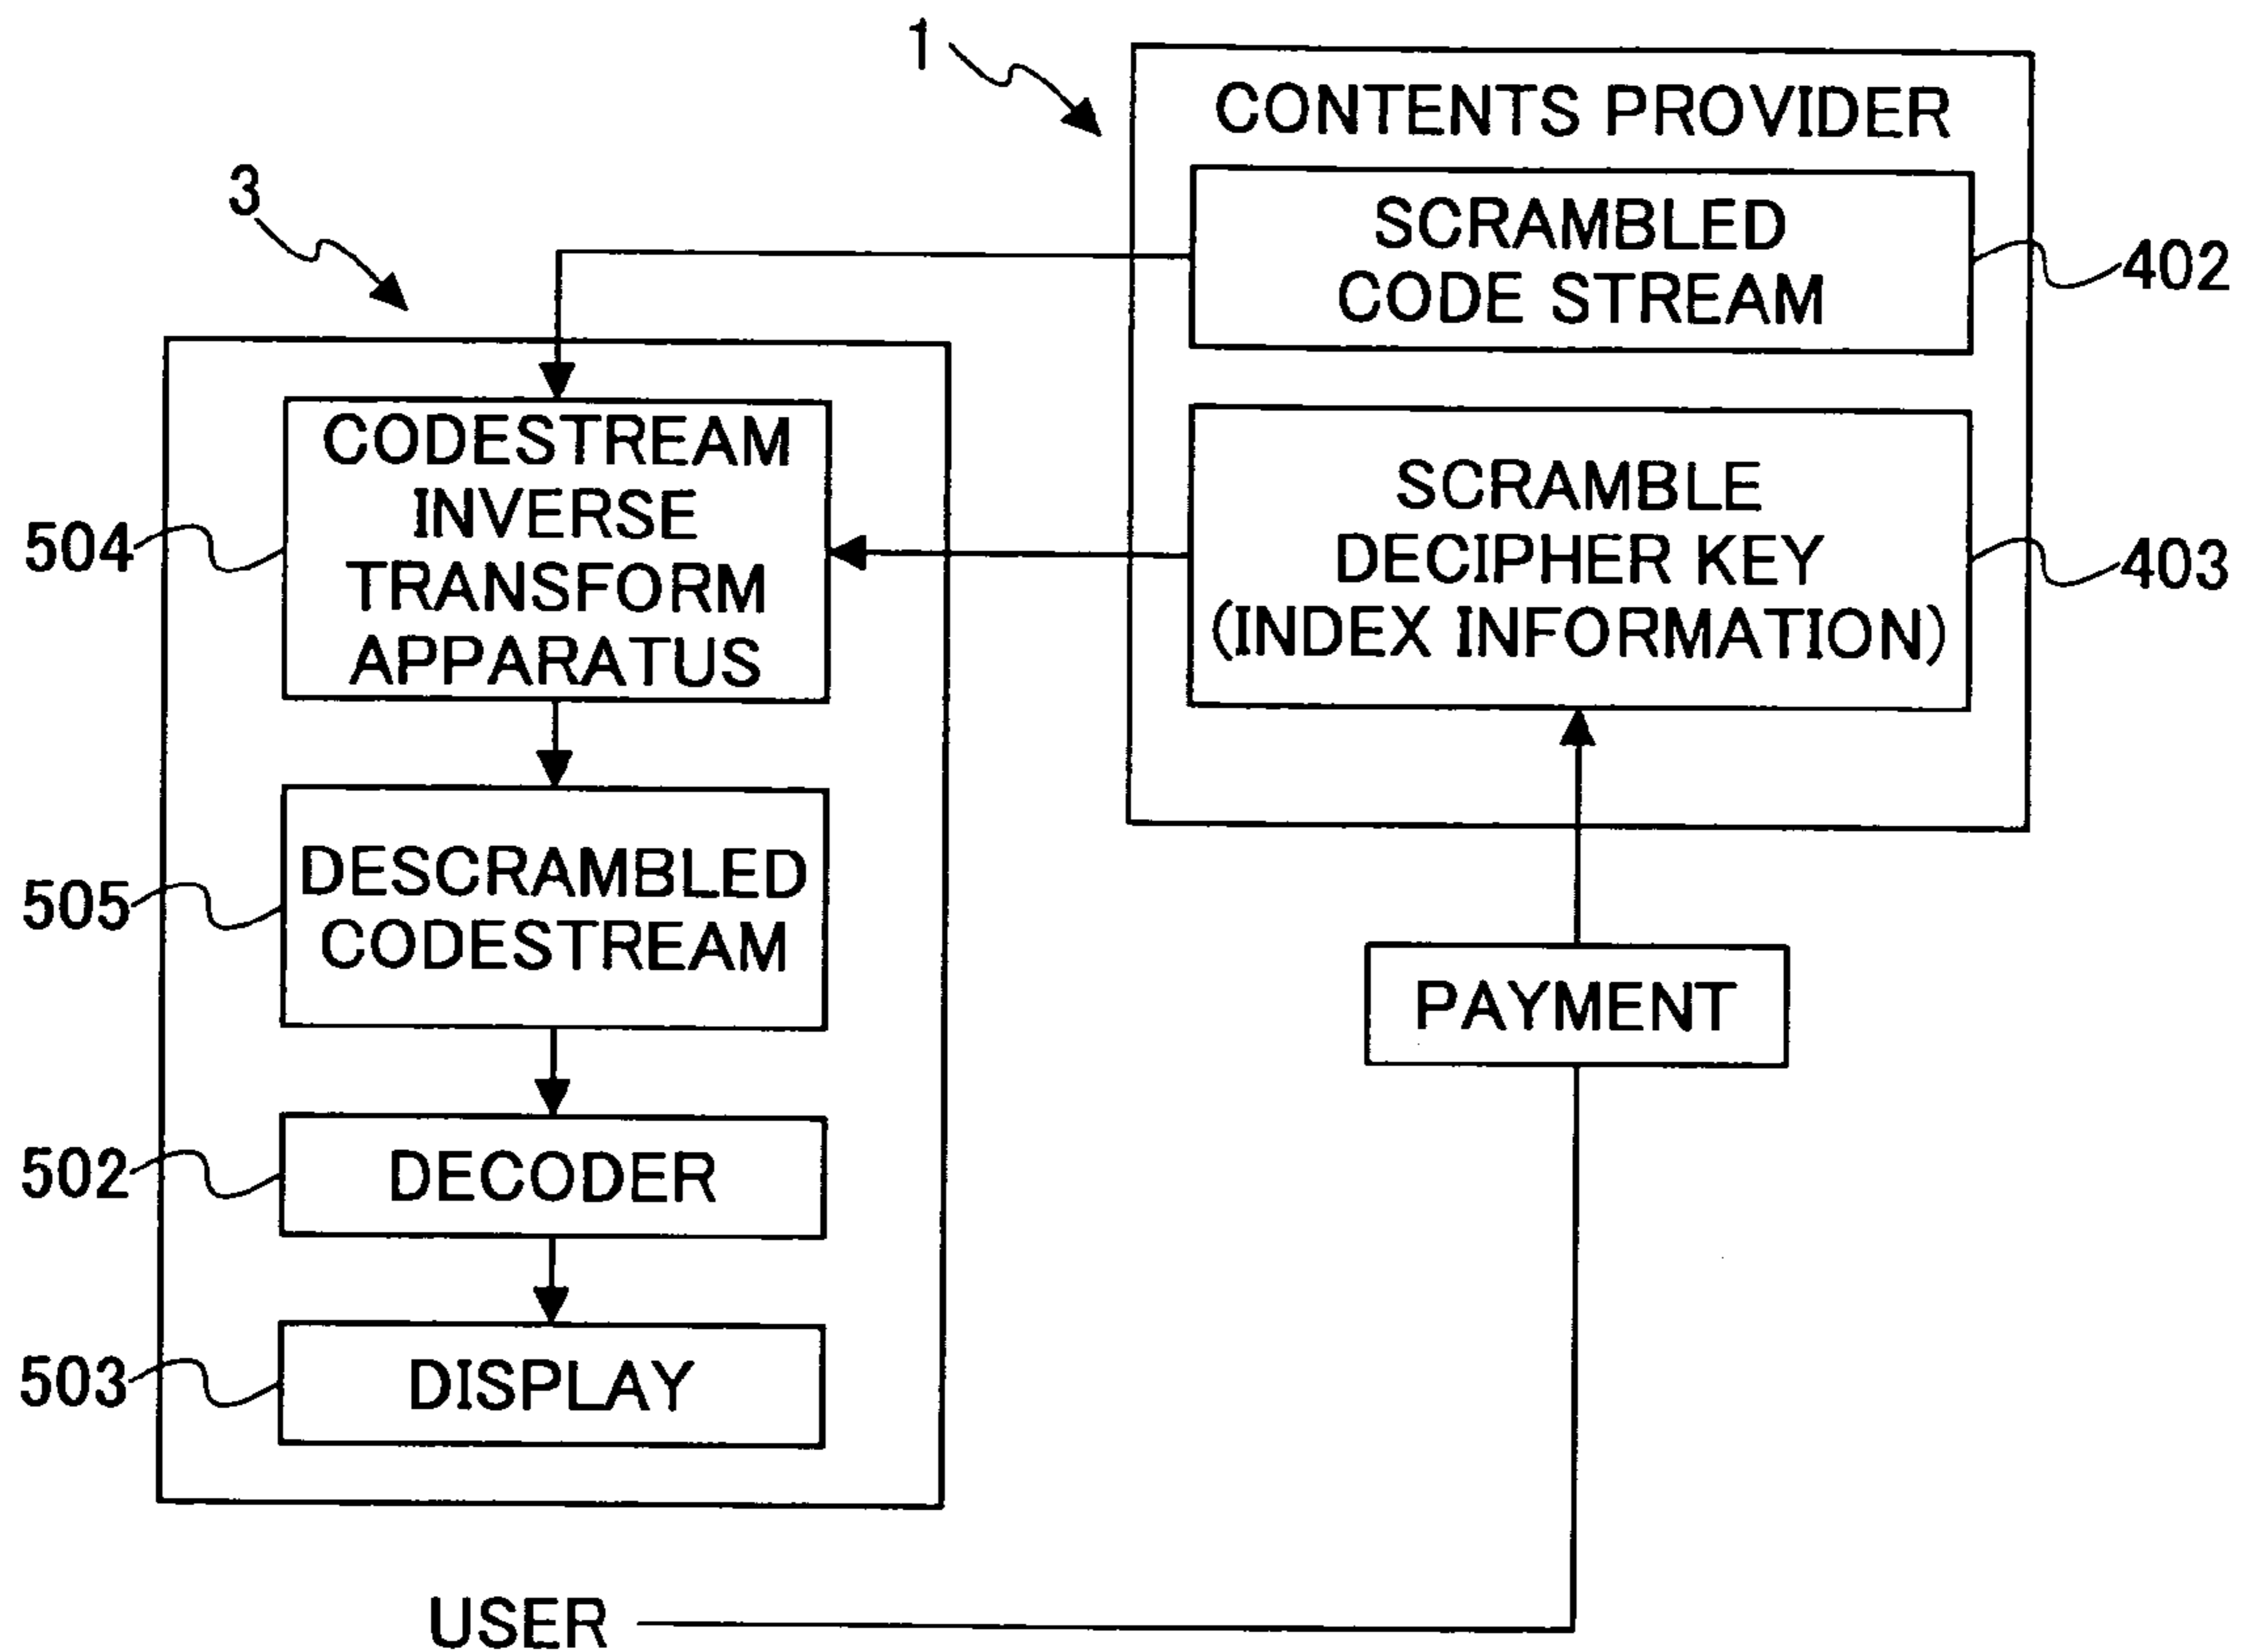 1
CONTENTS PROVIDER
SCRAMBLED
CODE STREAM
402
3
SCRAMBLE
DECIPHER KEY
(INDEX INFORMATION)
403
CODESTREAM
INVERSE
TRANSFORM
APPARATUS
504
DESCRAMBLED
CODESTREAM
505
PAYMENT
DECODER
502
DISPLAY
503
USER